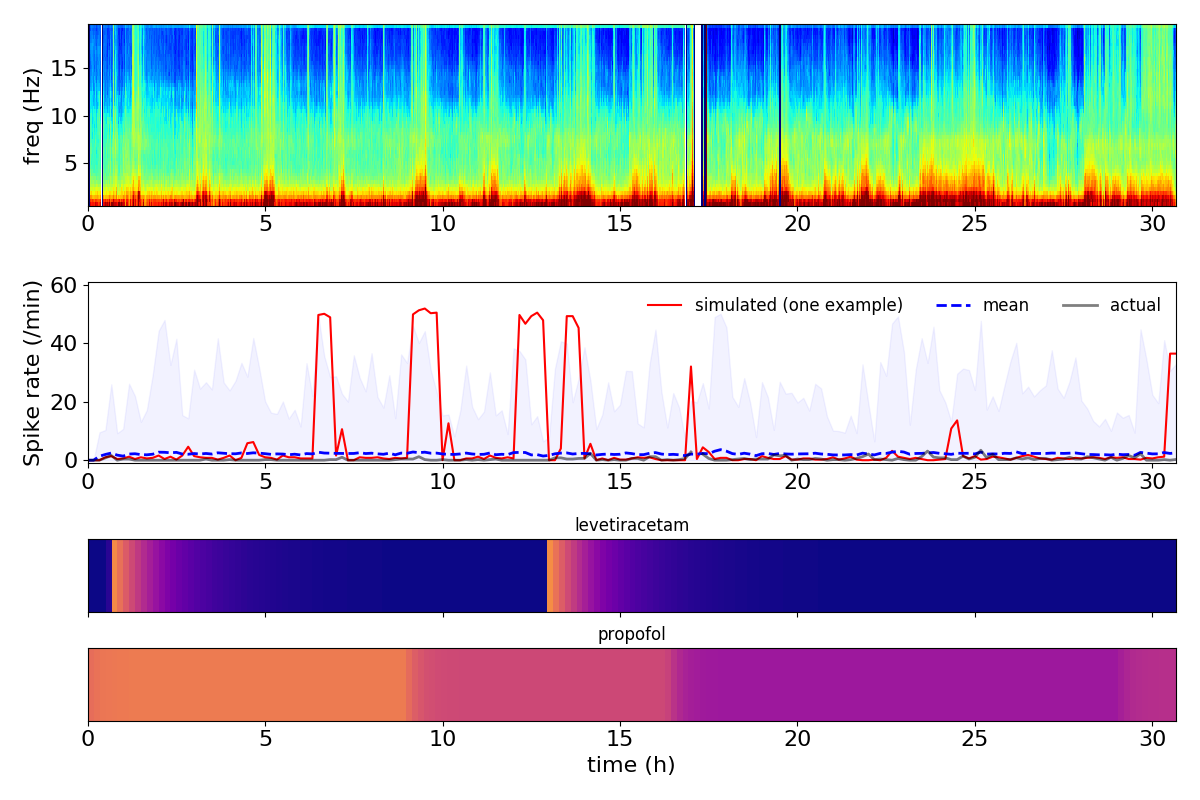 freq (Hz)
15
10
5
0 5 10 15 20 25 30
Spike rate (/min)
60
40
20
0
simulated (one example) mean actual
0 5 10 15 20 25 30
levetiracetam
propofol
0 5 10 15 20 25 30
time (h)